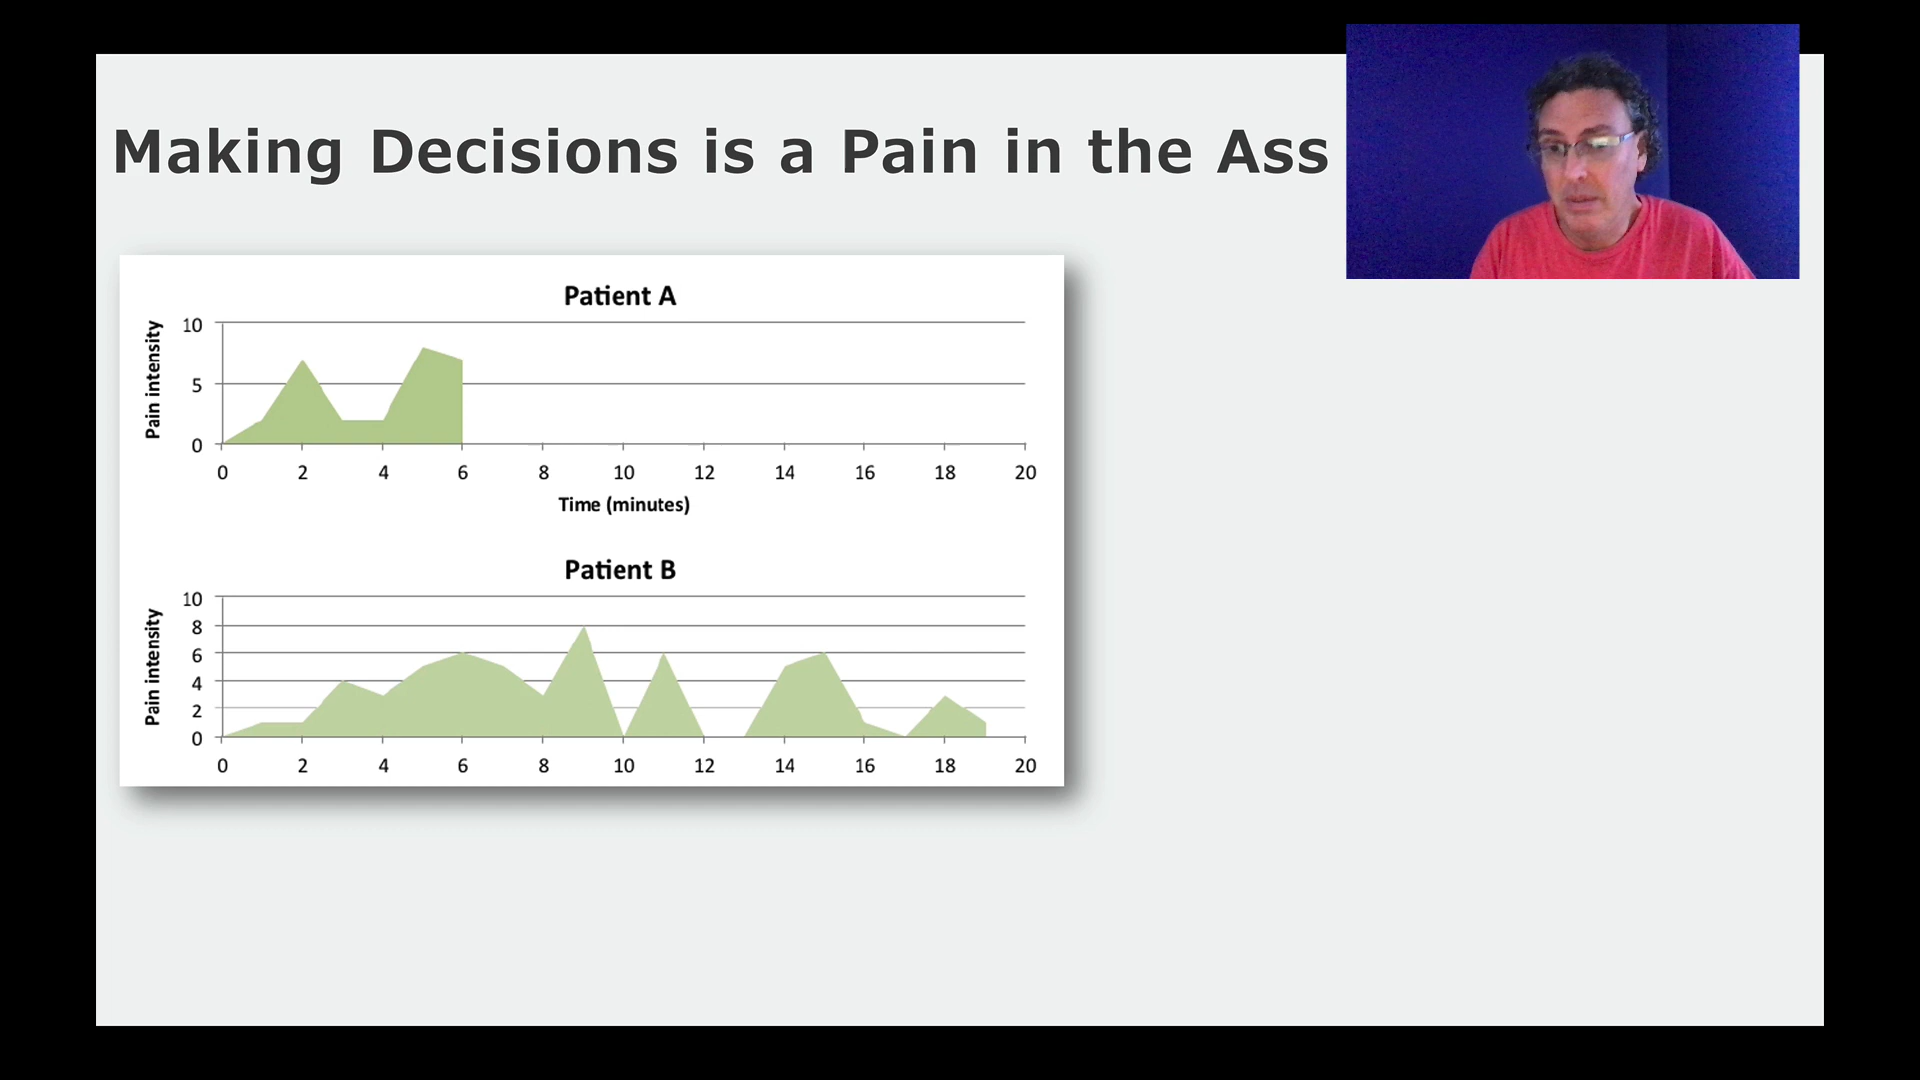 Making Decisions is a Pain in the Ass
Patient A
Pain intensity
10
5
0
0 2 4 6 8 10 12 14 16 18 20
Time (minutes)
Patient B
Pain intensity
10
8
6
4
2
0
0 2 4 6 8 10 12 14 16 18 20